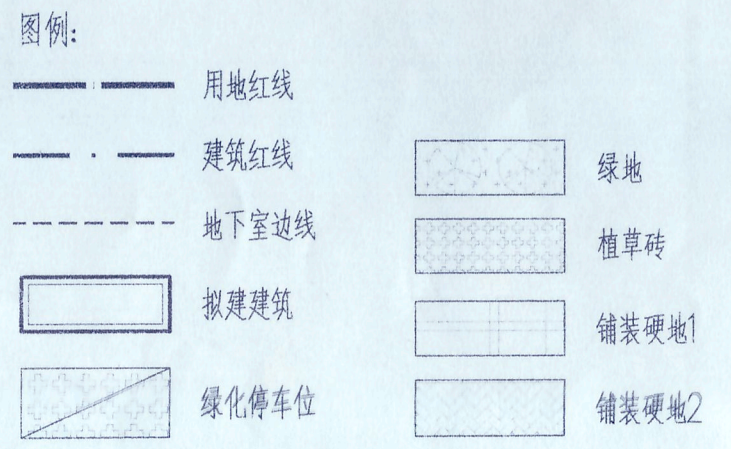 图例:
用地红线
建筑红线
地下室边线
拟建建筑
绿化停车位
绿地
植草砖
铺装硬地1
铺装硬地2